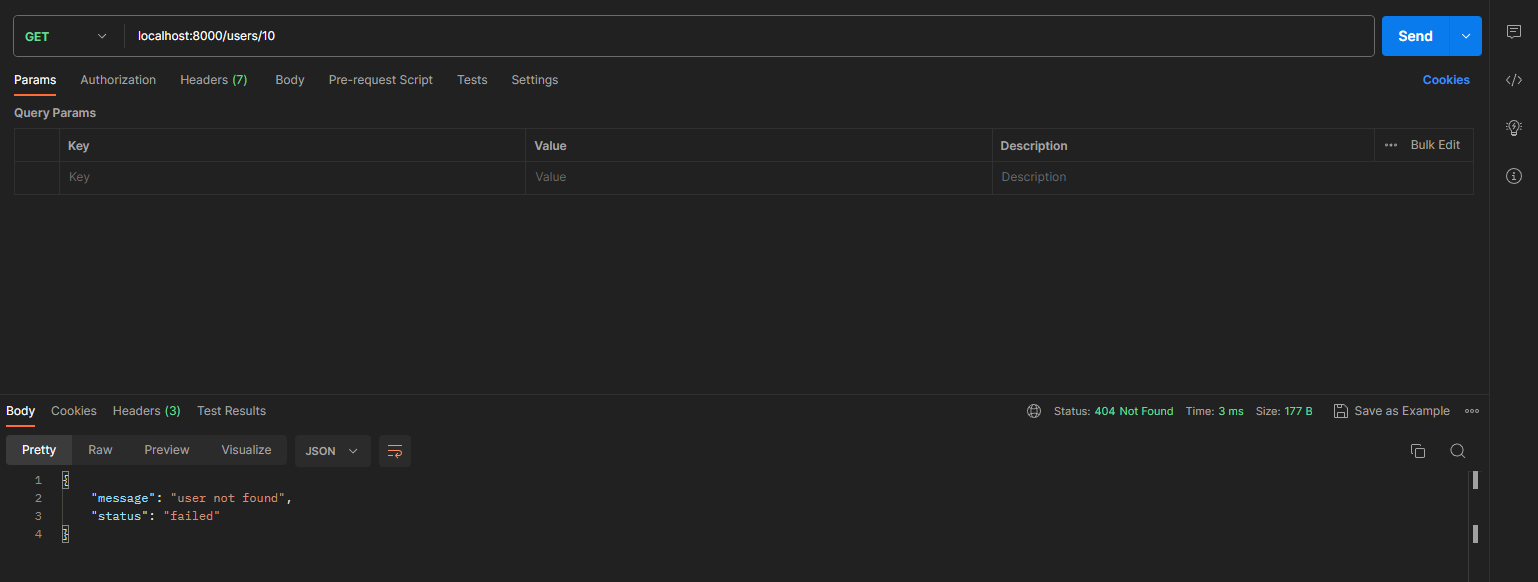 GET localhost:8000/users/10 Send
Params Authorization Headers (7) Body Pre-request Script Tests Settings Cookies
Query Params
Key Value Description ••• Bulk Edit
Key Value Description
Body Cookies Headers (3) Test Results Status: 404 Not Found Time: 3 ms Size: 177 B Save as Example
Pretty Raw Preview Visualize JSON
1 {
2 "message": "user not found",
3 "status": "failed"
4 }